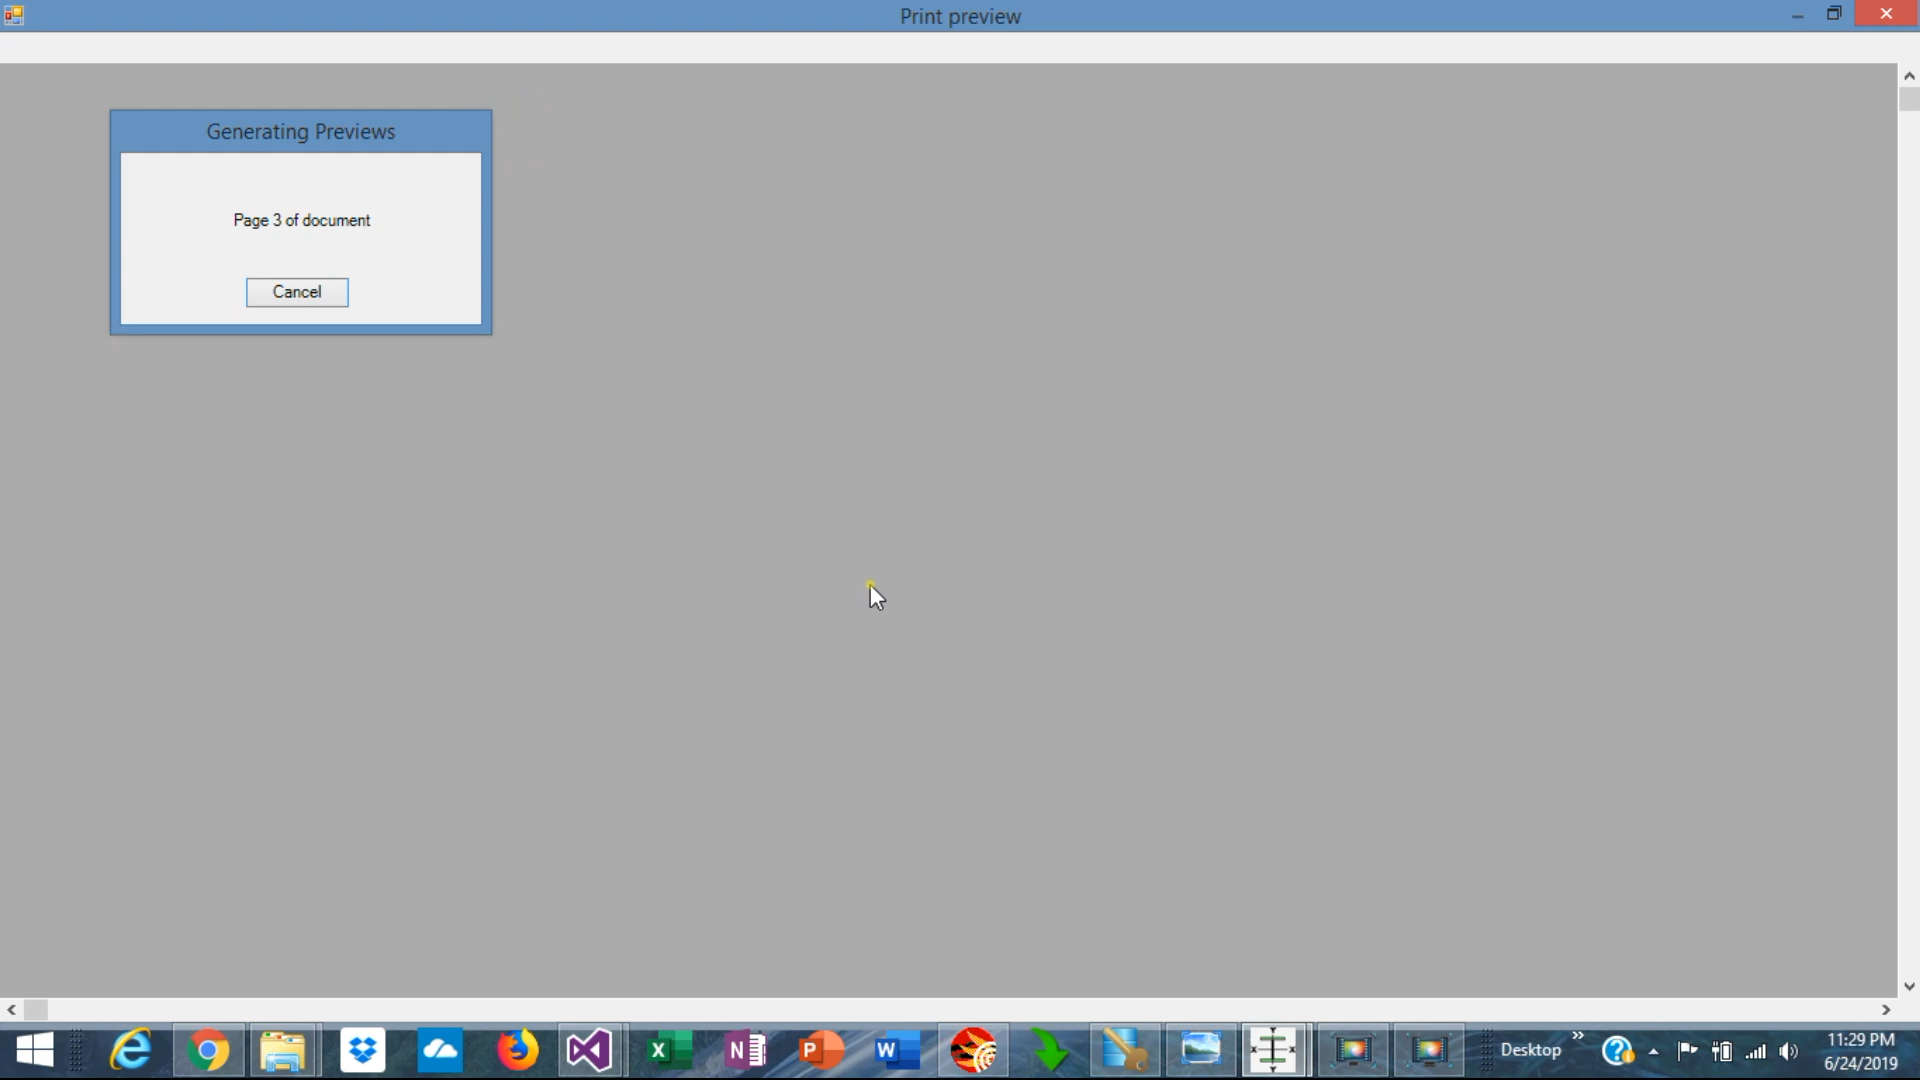 Print preview
Generating Previews
Page 3 of document
Cancel
Desktop
11:29 PM
6/24/2019